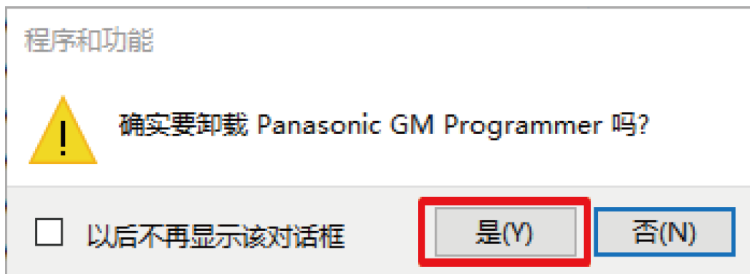 程序和功能
确实要卸载 Panasonic GM Programmer 吗?
以后不再显示该对话框
是(Y)
否(N)